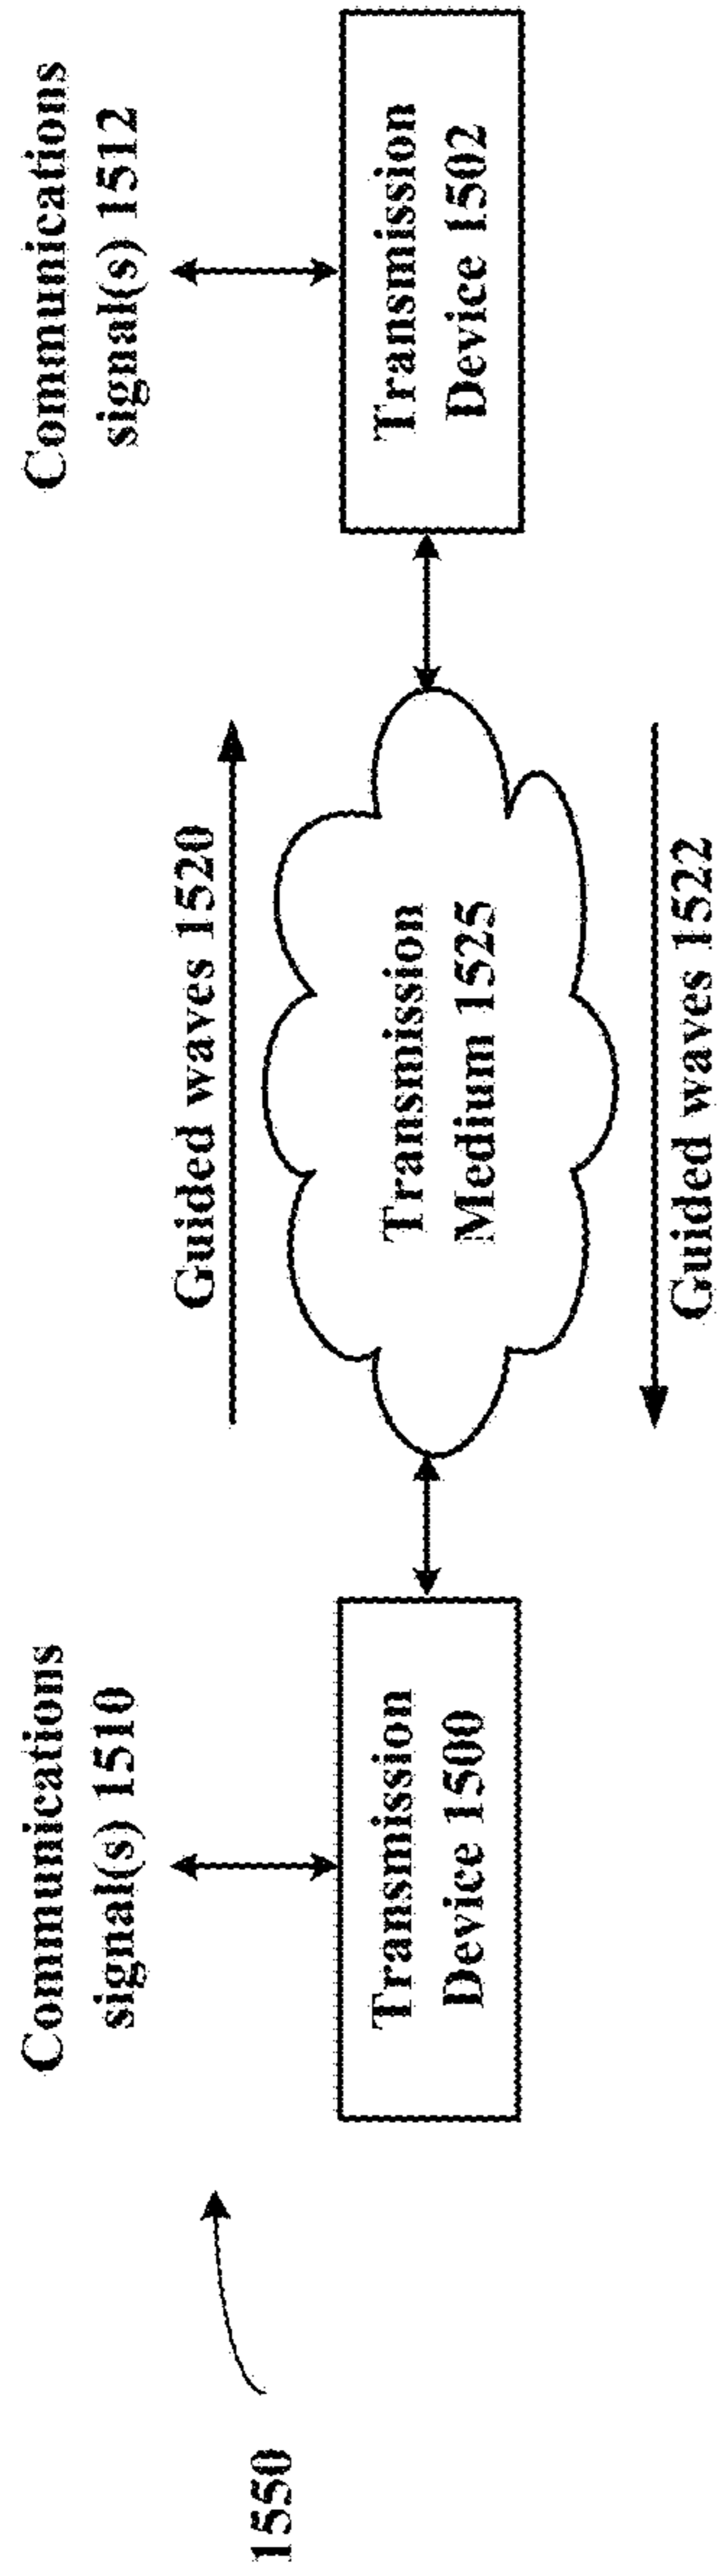 1550
Communications
signal(s) 1510
Transmission
Device 1500
Guided waves 1520
Transmission
Medium 1525
Guided waves 1522
Communications
signal(s) 1512
Transmission
Device 1502